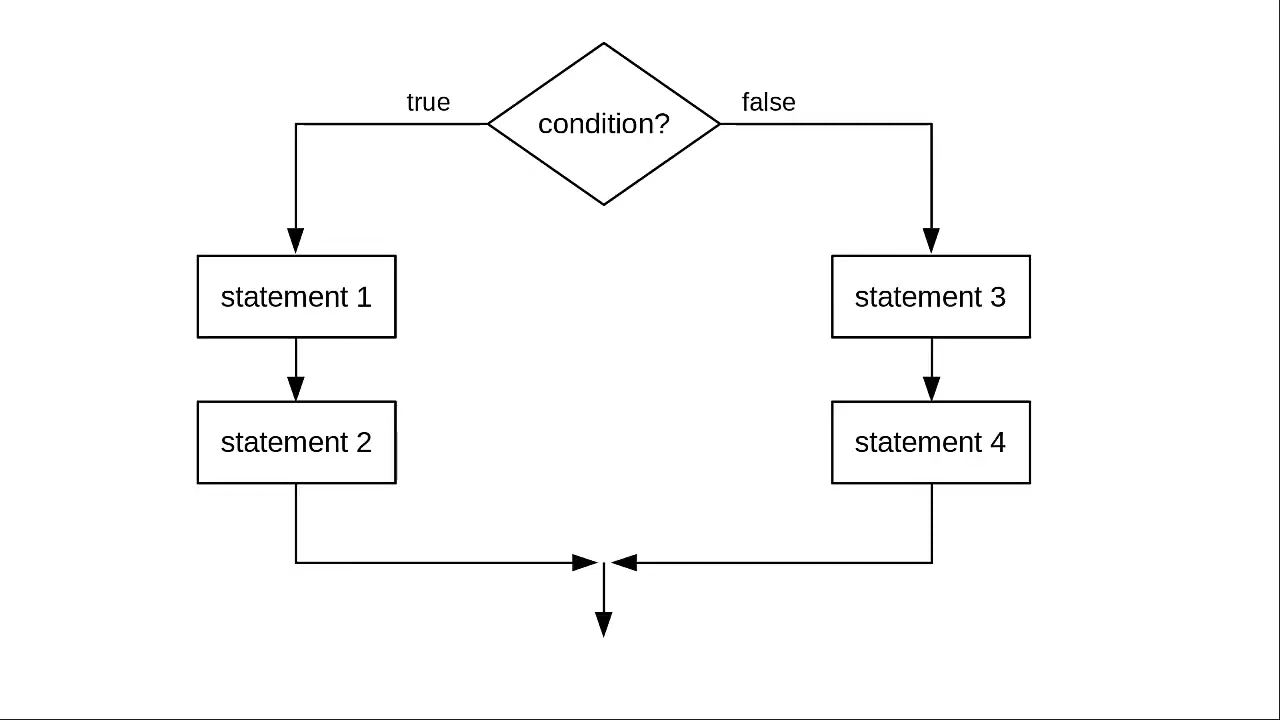 condition?
true
false
statement 1
statement 3
statement 2
statement 4